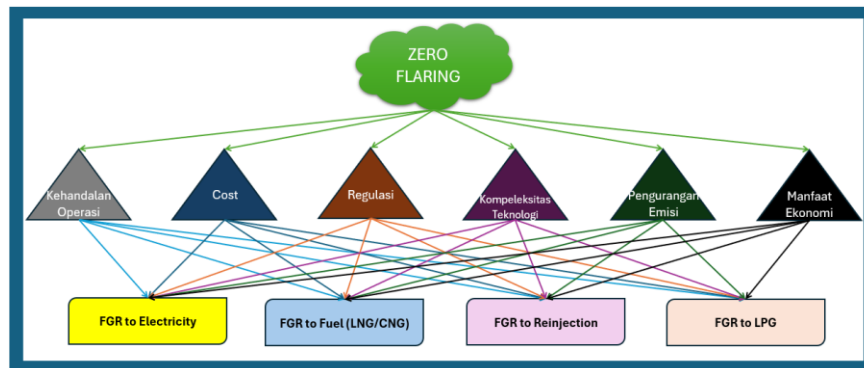 ZERO
FLARING
Kehandalan
Operasi
Cost
Regulasi
Kompeleksitas
Teknologi
Pengurangan
Emisi
Manfaat
Ekonomi
FGR to Electricity
FGR to Fuel (LNG/CNG)
FGR to Reinjection
FGR to LPG